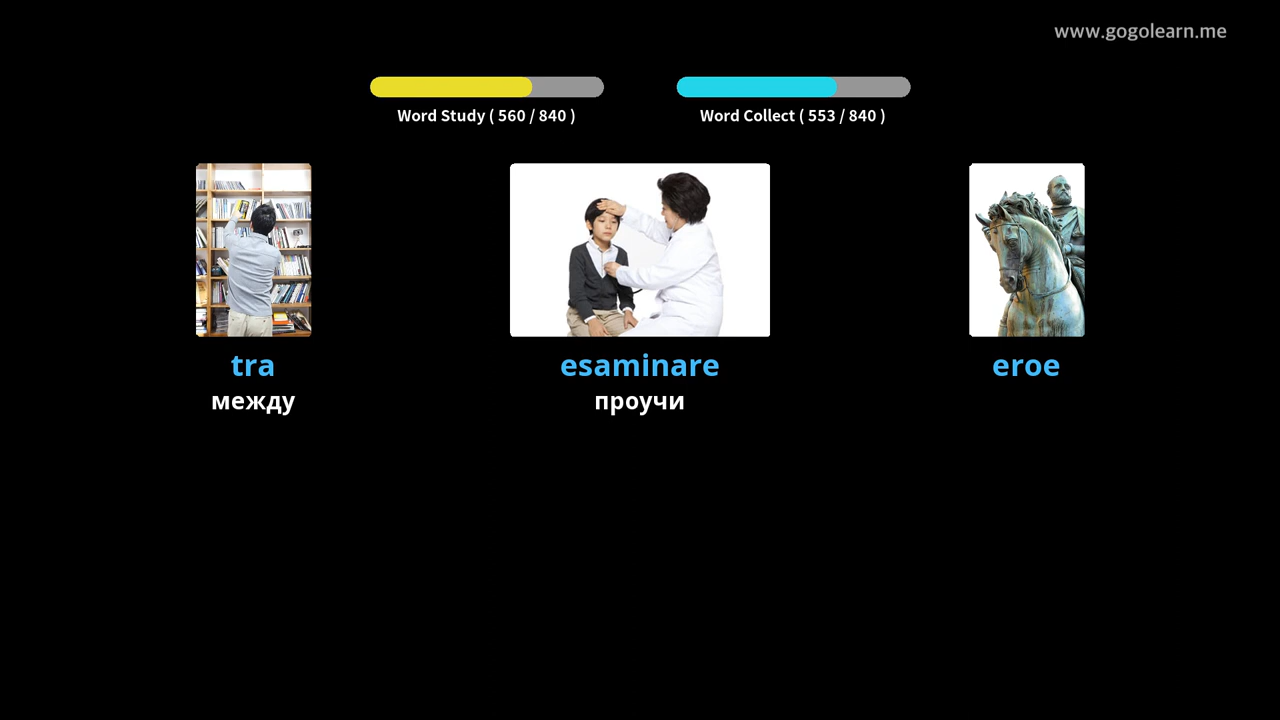 www.gogolearn.me
Word Study ( 560 / 840 )
Word Collect ( 553 / 840 )
tra
между
esaminare
проучи
eroe